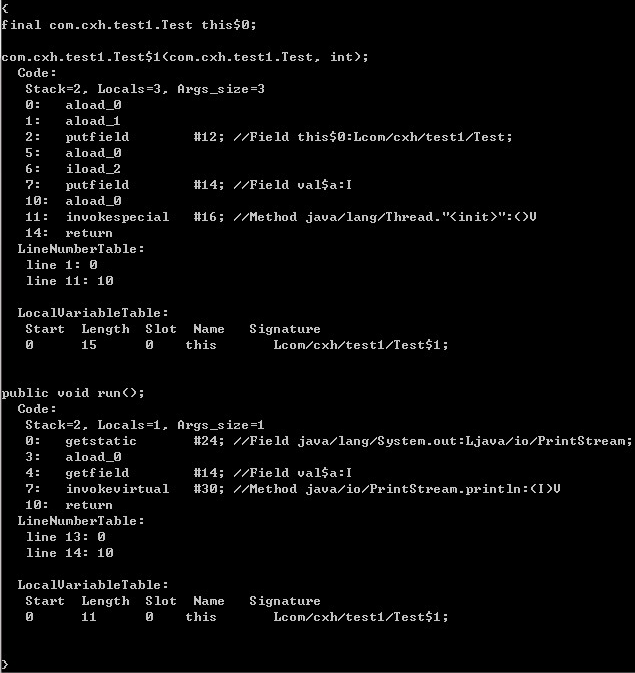 {
final com.cxh.test1.Test this$0;
com.cxh.test1.Test$1(com.cxh.test1.Test, int);
Code:
Stack=2, Locals=3, Args_size=3
0: aload_0
1: aload_1
2: putfield #12; //Field this$0:Lcom/cxh/test1/Test;
5: aload_0
6: iload_2
7: putfield #14; //Field val$a:I
10: aload_0
11: invokespecial #16; //Method java/lang/Thread."<init>":()V
14: return
LineNumberTable:
line 1: 0
line 11: 10
LocalVariableTable:
Start Length Slot Name Signature
0 15 0 this Lcom/cxh/test1/Test$1;
public void run();
Code:
Stack=2, Locals=1, Args_size=1
0: getstatic #24; //Field java/lang/System.out:Ljava/io/PrintStream;
3: aload_0
4: getfield #14; //Field val$a:I
7: invokevirtual #30; //Method java/io/PrintStream.println:(I)V
10: return
LineNumberTable:
line 13: 0
line 14: 10
LocalVariableTable:
Start Length Slot Name Signature
0 11 0 this Lcom/cxh/test1/Test$1;
}